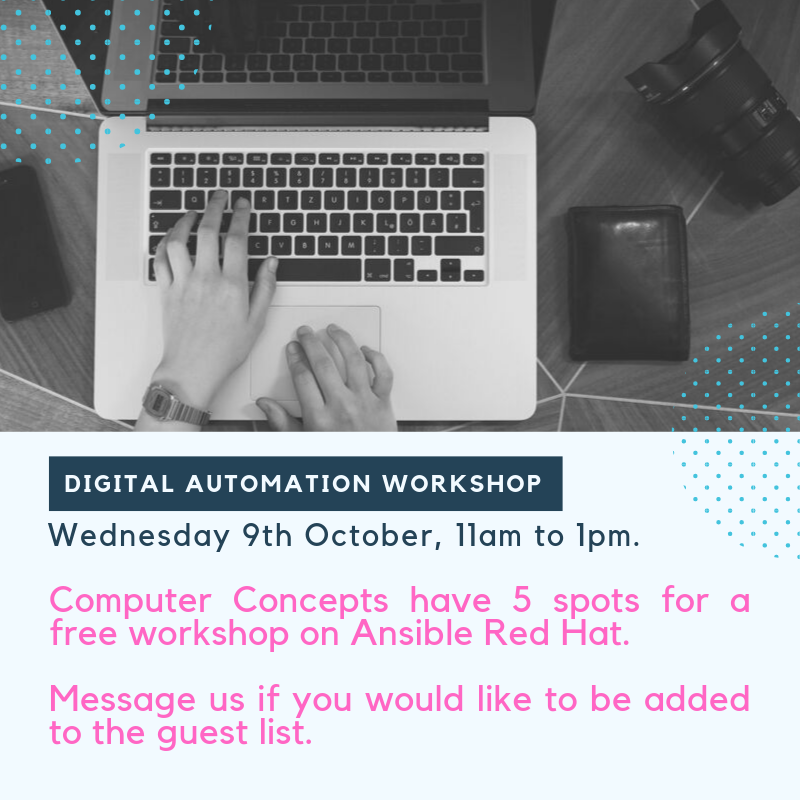 DIGITAL AUTOMATION WORKSHOP
Wednesday 9th October, 11am to 1pm.
Computer Concepts have 5 spots for a
free workshop on Ansible Red Hat.
Message us if you would like to be added
to the guest list.